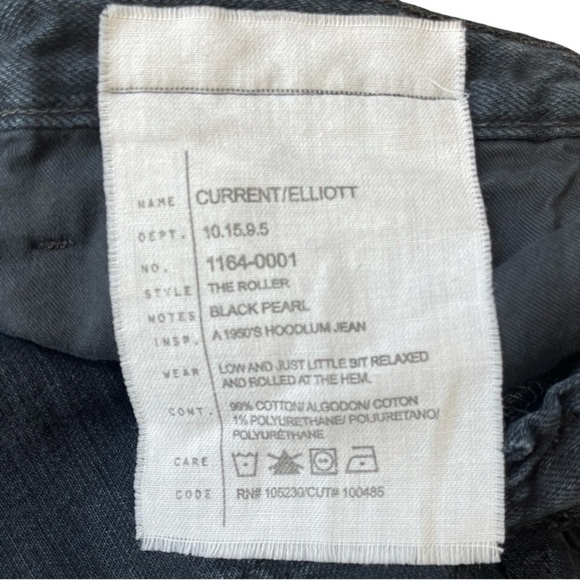 NAME CURRENT/ELLIOTT
DEPT. 10.15.9.5
NO. 1164-0001
STYLE THE ROLLER
NOTES BLACK PEARL
INSP. A 1950'S HOODLUM JEAN
WEAR LOW AND JUST LITTLE BIT RELAXED
AND ROLLED AT THE HEM.
CONT. 99% COTTON/ ALGODON/ COTON
1% POLYURETHANE/ POLIURETANO/
POLYURÉTHANE
CARE
CODE RN# 105230/CUT# 100485